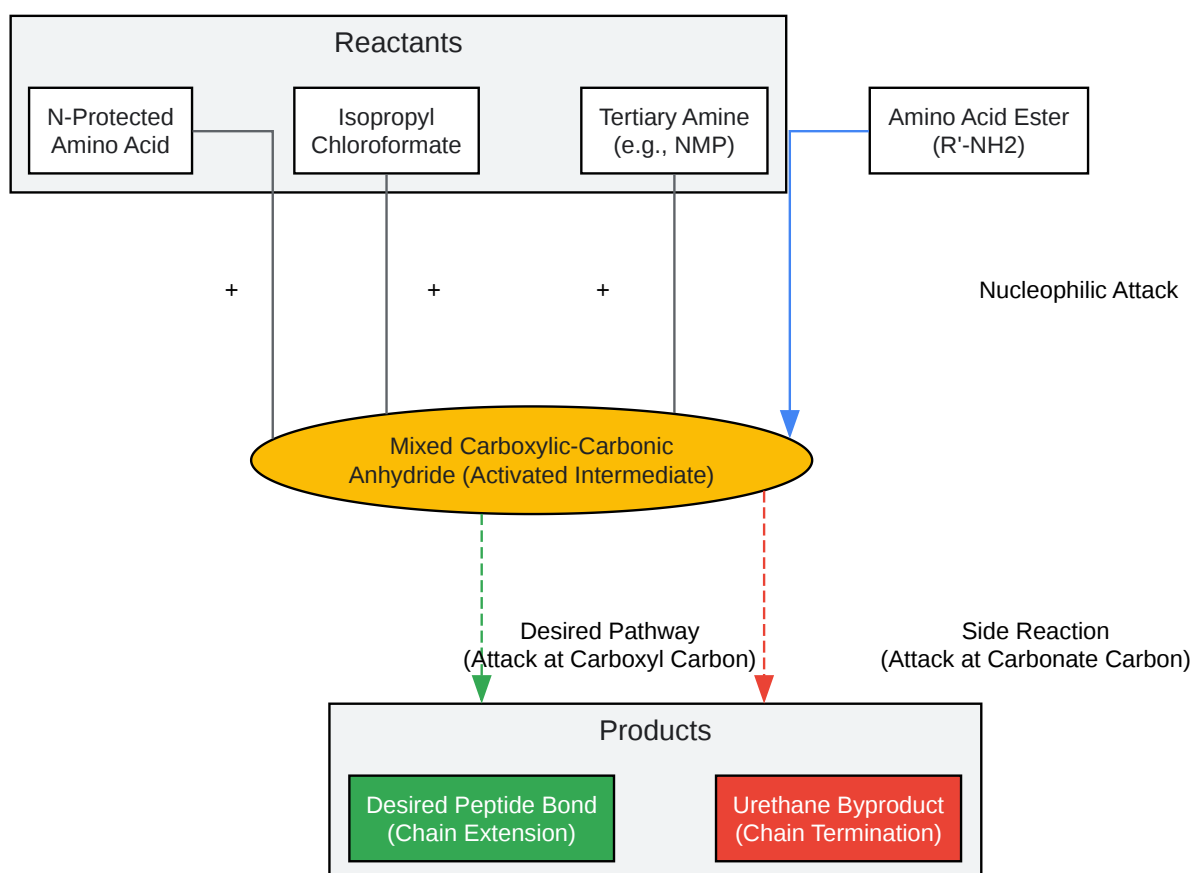 Reactants
N-Protected
Amino Acid
Isopropyl
Chloroformate
Tertiary Amine
(e.g., NMP)
Amino Acid Ester
(R'-NH2)
+
+
+
Nucleophilic Attack
Mixed Carboxylic-Carbonic
Anhydride (Activated Intermediate)
Desired Pathway
(Attack at Carboxyl Carbon)
Side Reaction
(Attack at Carbonate Carbon)
Products
Desired Peptide Bond
(Chain Extension)
Urethane Byproduct
(Chain Termination)